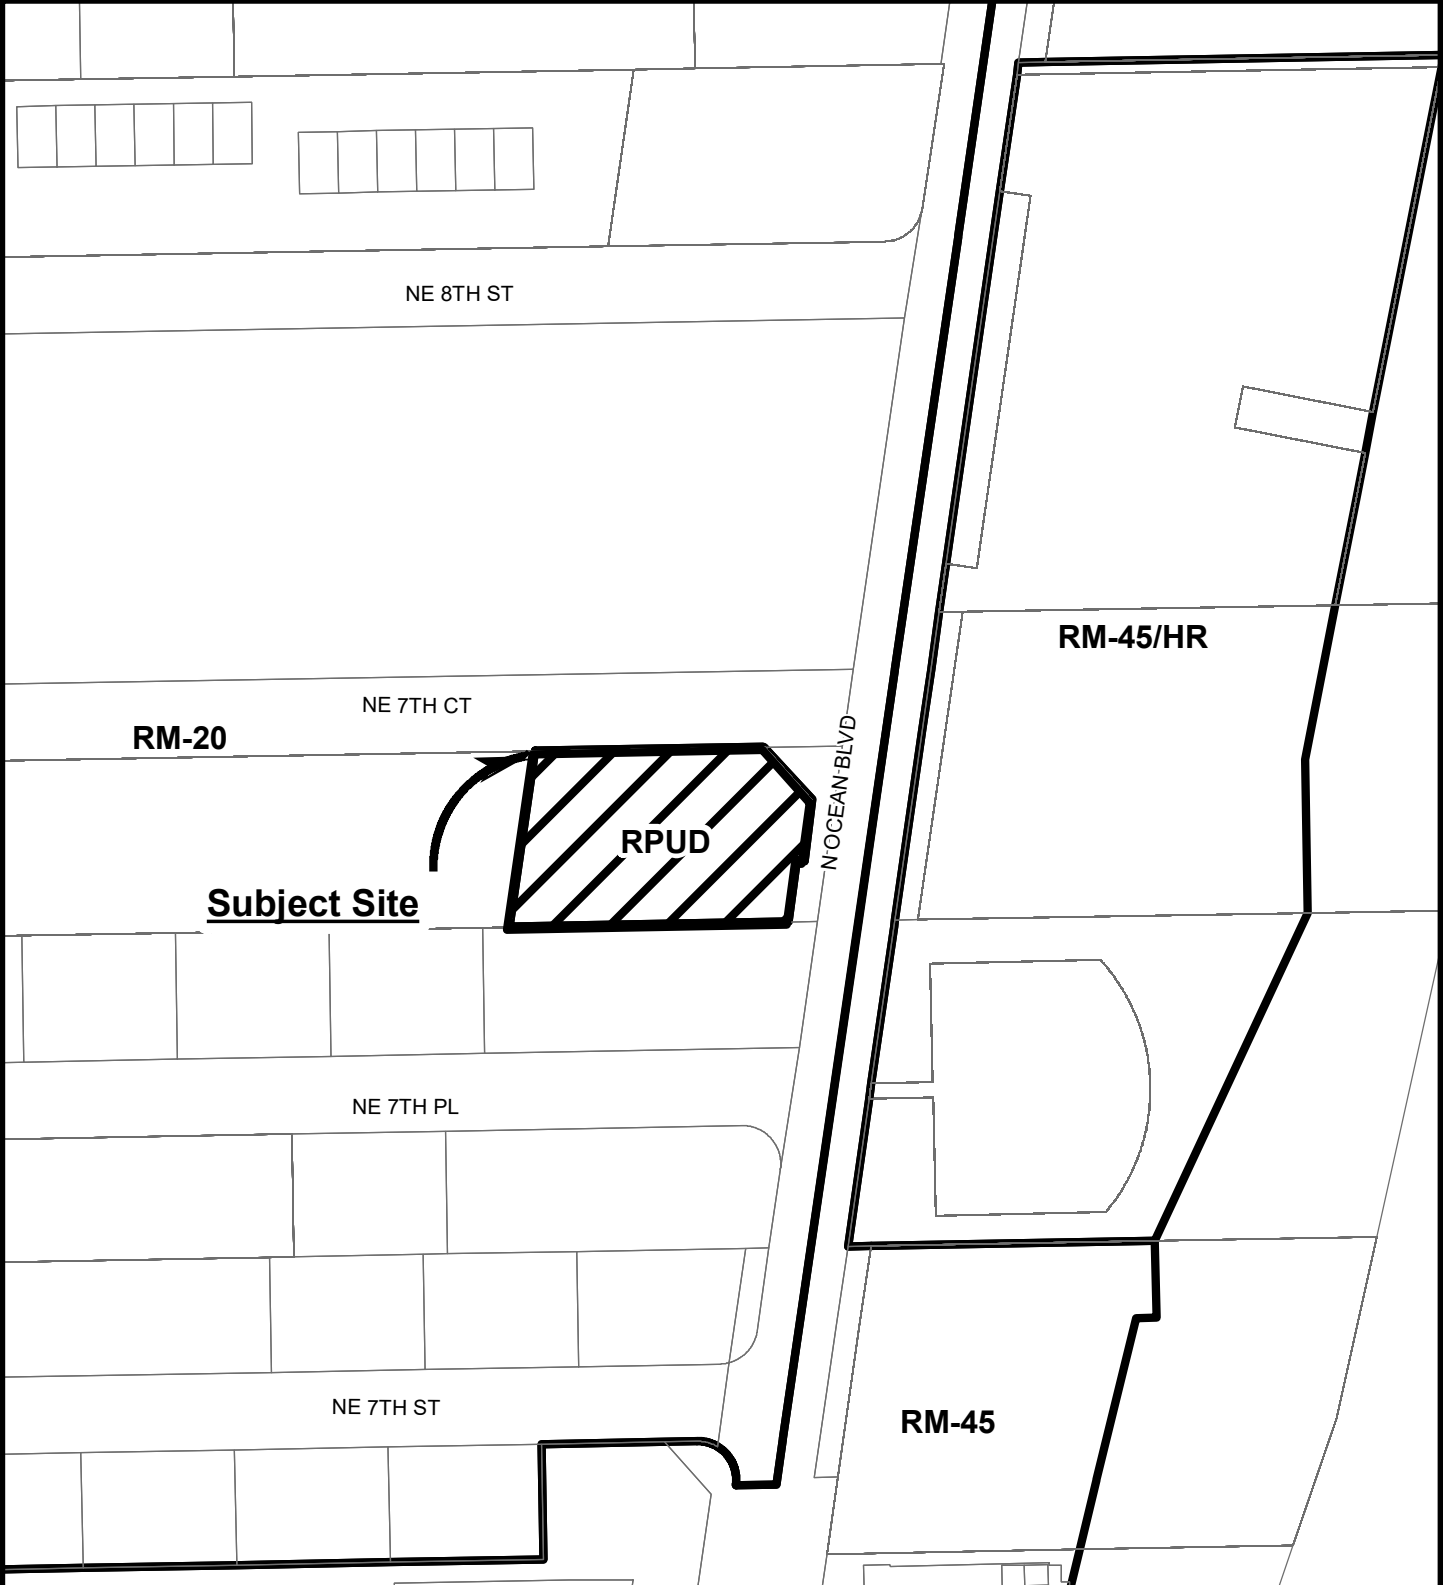 NE 8TH ST
RM-45/HR
NE 7TH CT
RM-20
N OCEAN BLVD
RPUD
Subject Site
NE 7TH PL
NE 7TH ST
RM-45